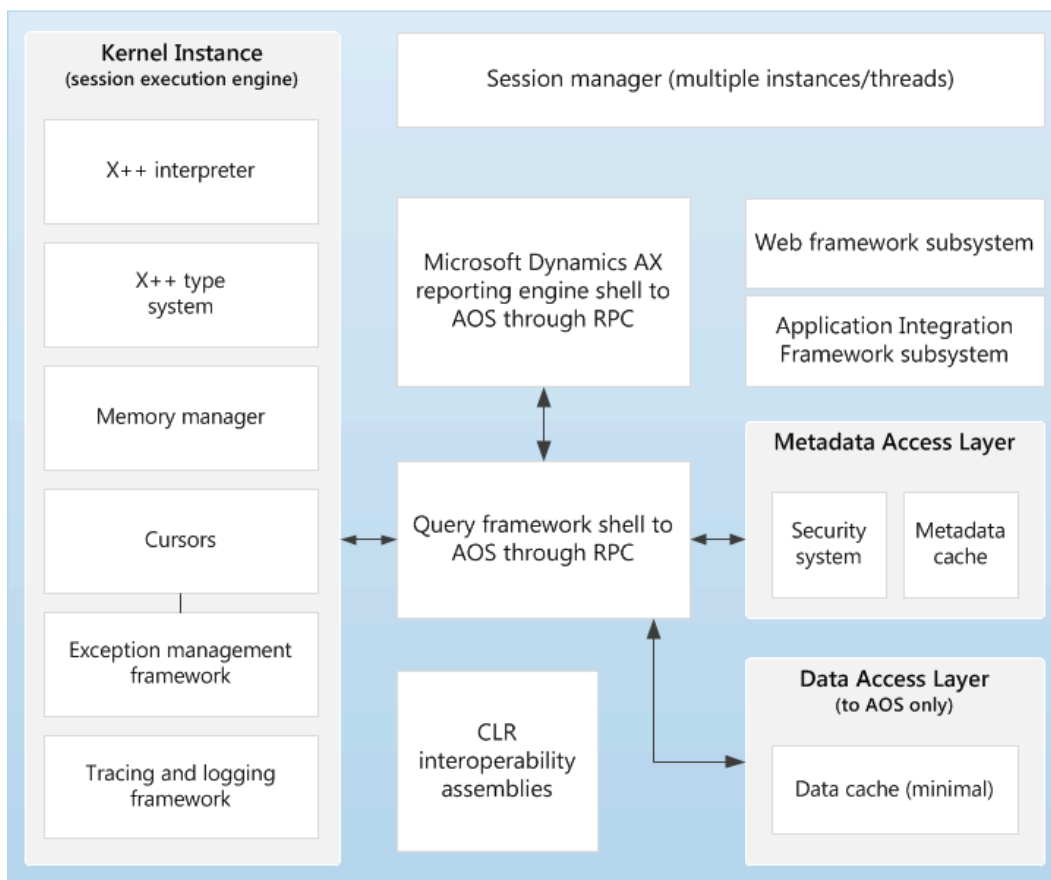 Kernel Instance
(session execution engine)
X++ interpreter
X++ type
system
Memory manager
Cursors
Exception management
framework
Tracing and logging
framework
Session manager (multiple instances/threads)
Microsoft Dynamics AX
reporting engine shell to
AOS through RPC
Query framework shell to
AOS through RPC
CLR
interoperability
assemblies
Web framework subsystem
Application Integration
Framework subsystem
Metadata Access Layer
Security
system
Metadata
cache
Data Access Layer
(to AOS only)
Data cache (minimal)